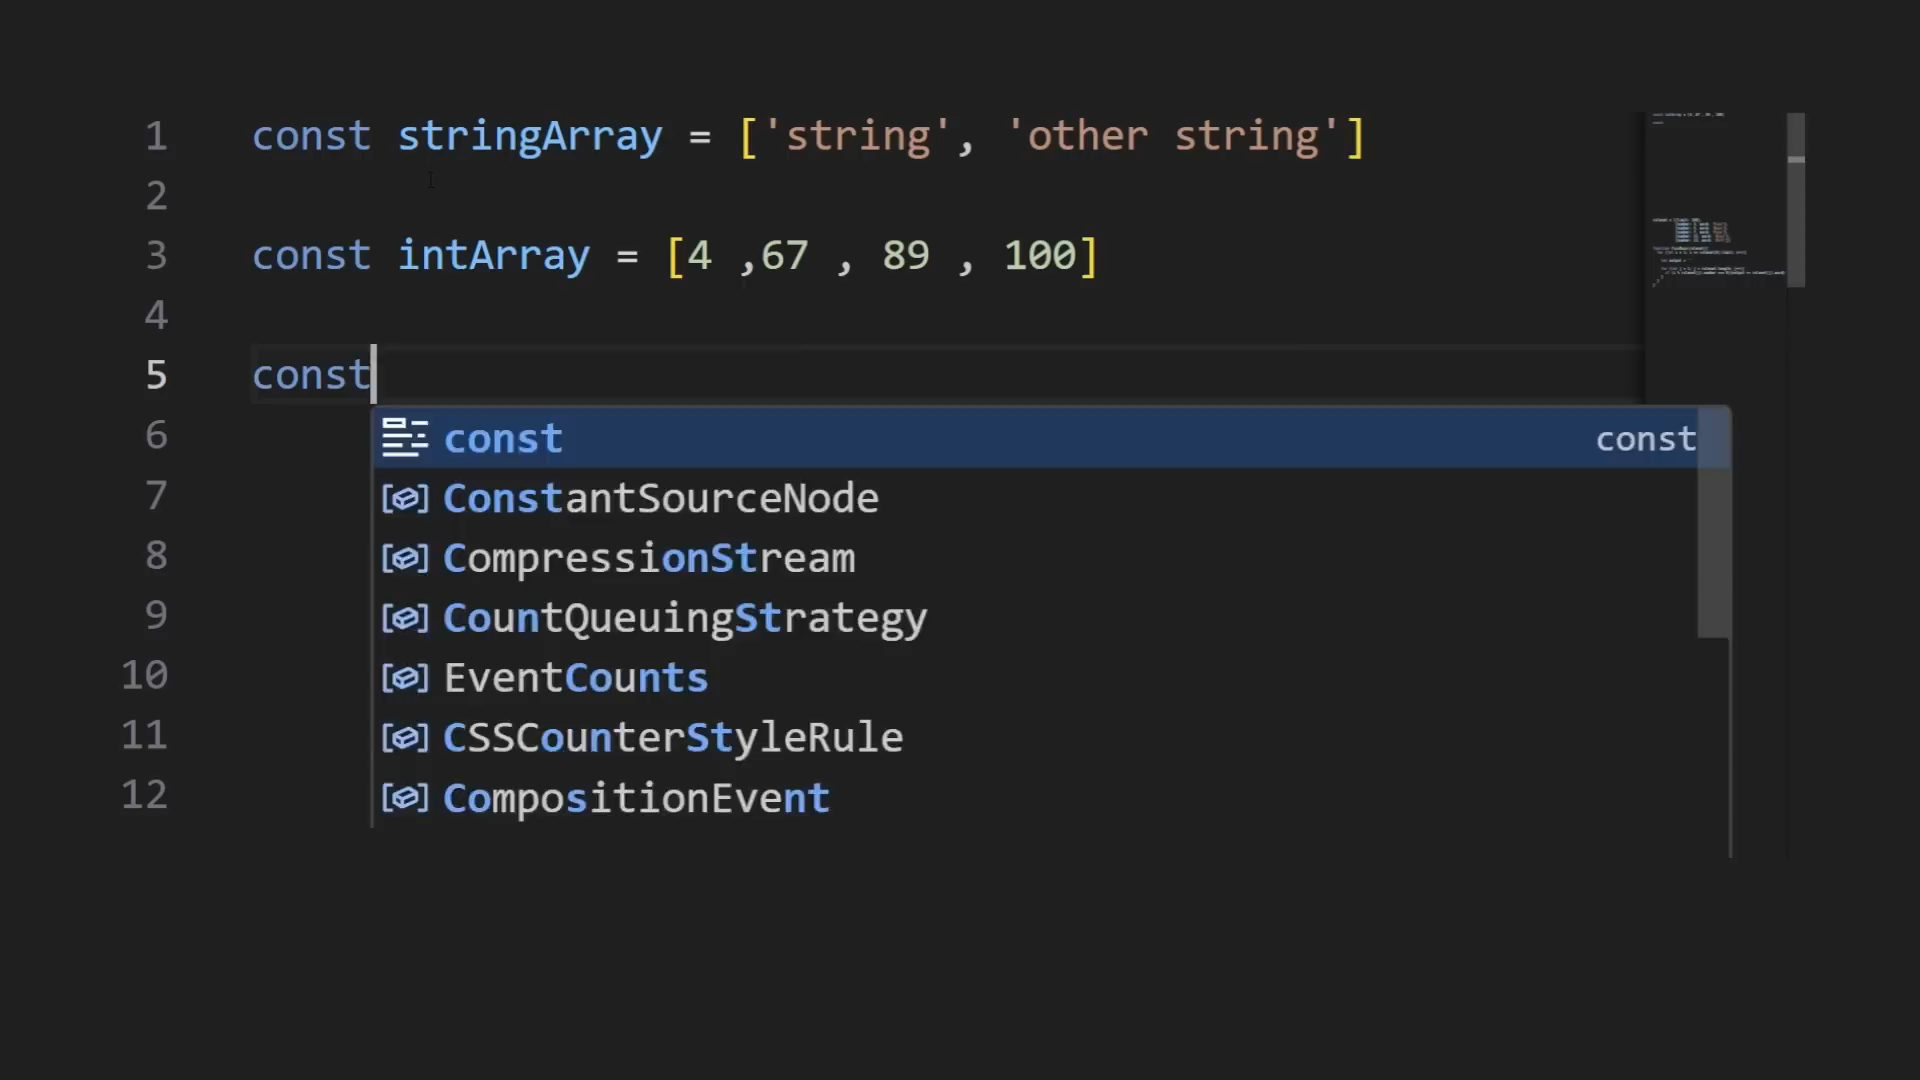 1 const stringArray = ['string', 'other string']
2
3 const intArray = [4 ,67 , 89 , 100]
4
5 const
6 const const
7 ConstantSourceNode
8 CompressionStream
9 CountQueuingStrategy
10 EventCounts
11 CSSCounterStyleRule
12 CompositionEvent